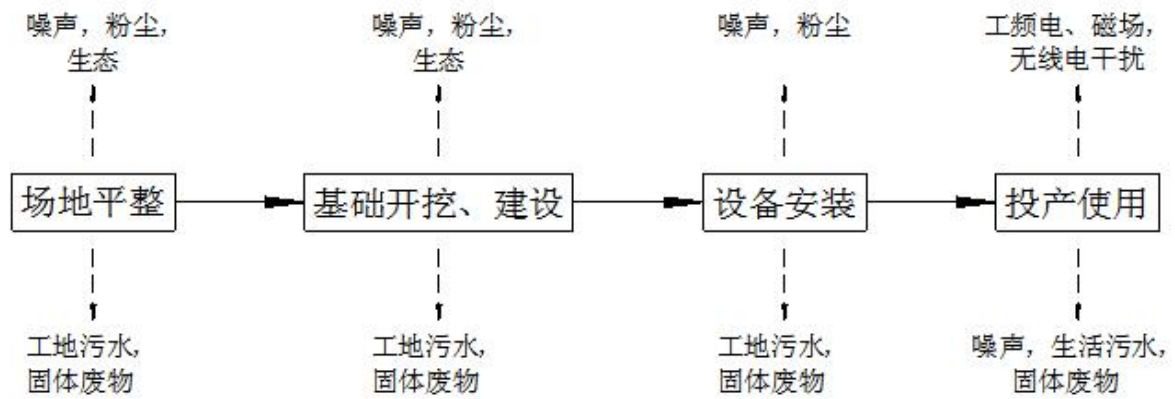 噪声，粉尘，
生态
噪声，粉尘，
生态
噪声，粉尘
工频电、磁场，
无线电干扰
场地平整
基础开挖、建设
设备安装
投产使用
工地污水，
固体废物
工地污水，
固体废物
工地污水，
固体废物
噪声，生活污水，
固体废物